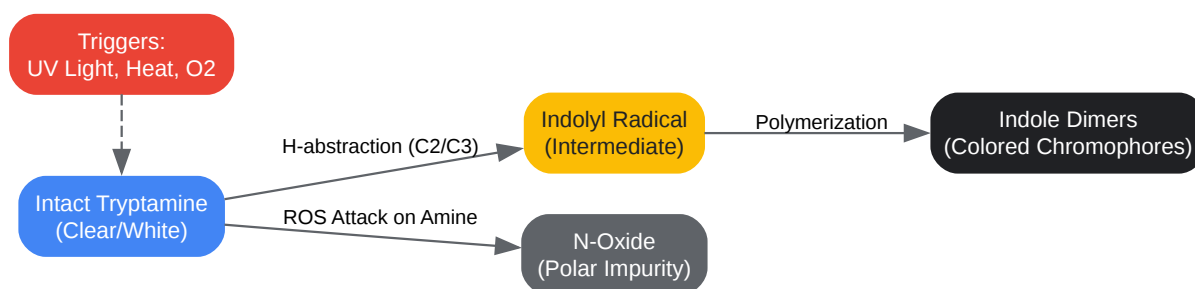 Triggers:
UV Light, Heat, O2
Intact Tryptamine
(Clear/White)
H-abstraction (C2/C3)
ROS Attack on Amine
Indolyl Radical
(Intermediate)
N-Oxide
(Polar Impurity)
Polymerization
Indole Dimers
(Colored Chromophores)